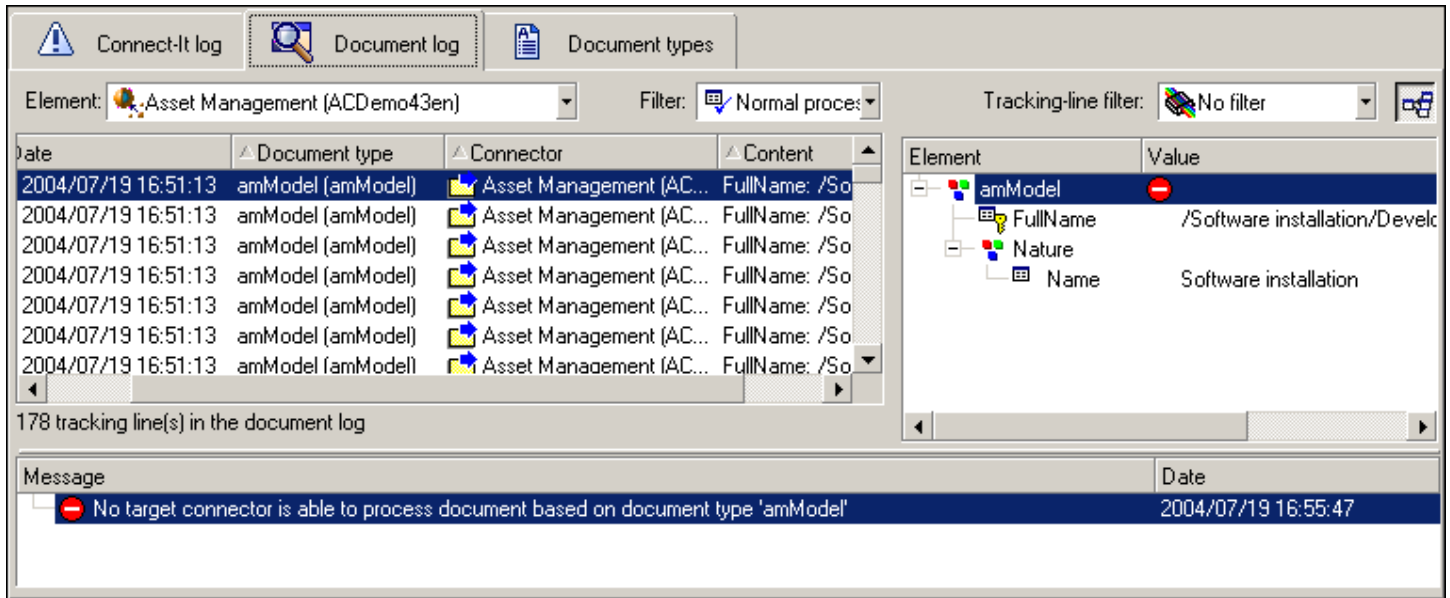 Connect-It log Document log Document types
Element: Asset Management (ACDemo43en) Filter: Normal proces Tracking-line filter: No filter
Date Document type Connector Content
2004/07/19 16:51:13 amModel (amModel) Asset Management (AC... FullName: /So
2004/07/19 16:51:13 amModel (amModel) Asset Management (AC... FullName: /So
2004/07/19 16:51:13 amModel (amModel) Asset Management (AC... FullName: /So
2004/07/19 16:51:13 amModel (amModel) Asset Management (AC... FullName: /So
2004/07/19 16:51:13 amModel (amModel) Asset Management (AC... FullName: /So
2004/07/19 16:51:13 amModel (amModel) Asset Management (AC... FullName: /So
2004/07/19 16:51:13 amModel (amModel) Asset Management (AC... FullName: /So
178 tracking line(s) in the document log
Element Value
amModel
FullName /Software installation/Develo
Nature
Name Software installation
Message Date
No target connector is able to process document based on document type 'amModel' 2004/07/19 16:55:47